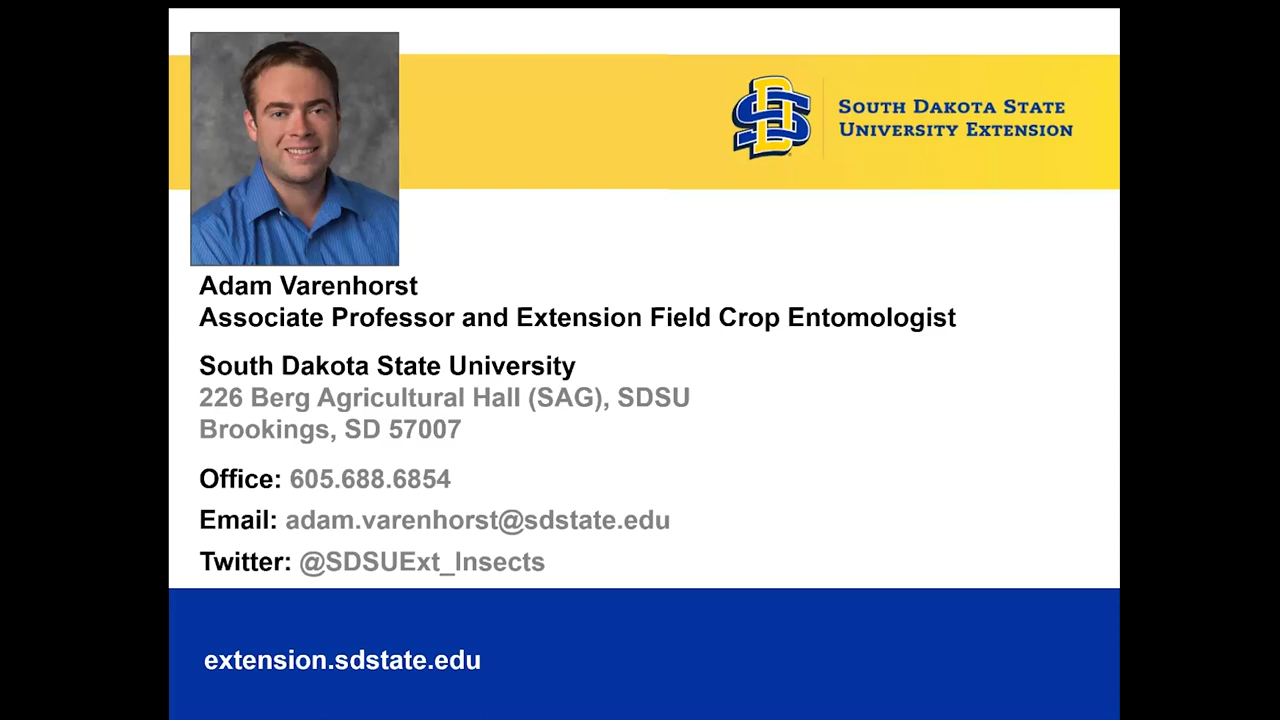 SOUTH DAKOTA STATE
UNIVERSITY EXTENSION
Adam Varenhorst
Associate Professor and Extension Field Crop Entomologist
South Dakota State University
226 Berg Agricultural Hall (SAG), SDSU
Brookings, SD 57007
Office: 605.688.6854
Email: adam.varenhorst@sdstate.edu
Twitter: @SDSUExt_Insects
extension.sdstate.edu